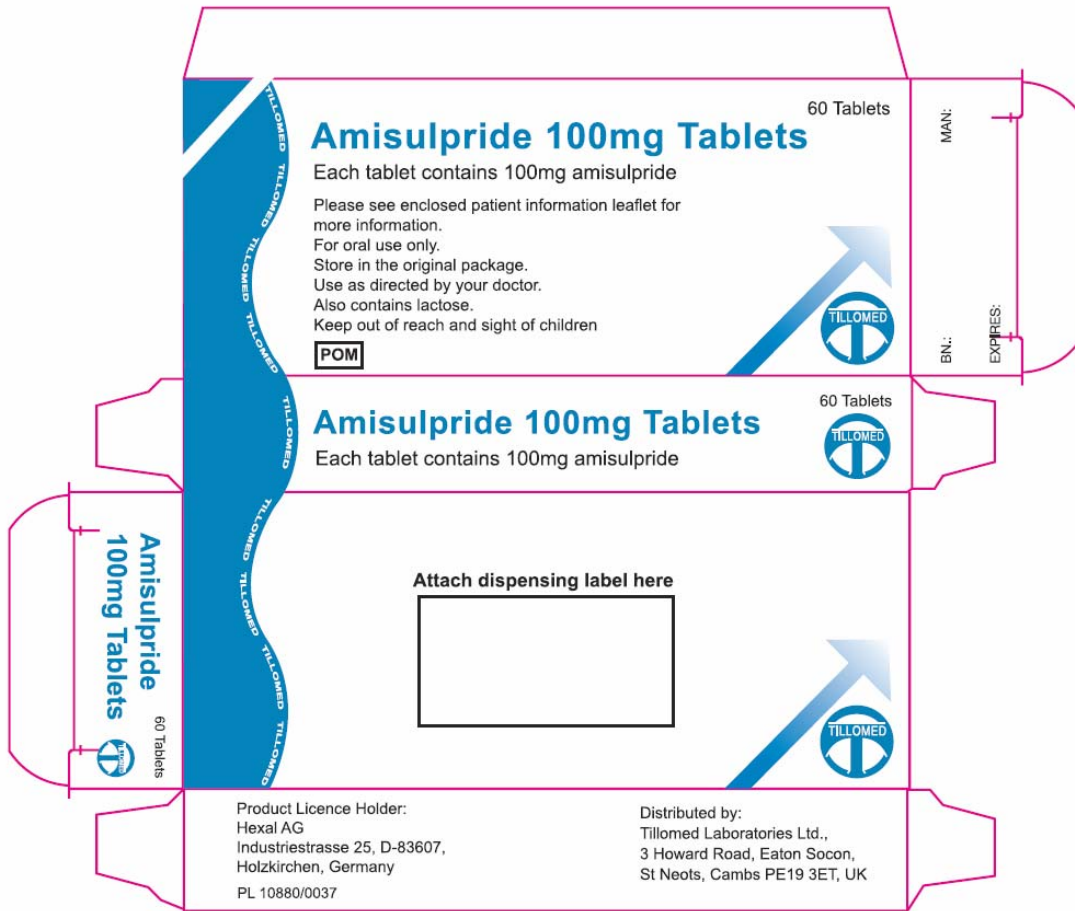 60 Tablets
Amisulpride 100mg Tablets
Each tablet contains 100mg amisulpride
Please see enclosed patient information leaflet for
more information.
For oral use only.
Store in the original package.
Use as directed by your doctor.
Also contains lactose.
Keep out of reach and sight of children
POM
TILLOMED
MAN:
BN.:
EXPIRES:
TILLOMED
TILLOMED
TILLOMED
TILLOMED
TILLOMED
TILLOMED
TILLOMED
TILLOMED
TILLOMED
60 Tablets
Amisulpride 100mg Tablets
Each tablet contains 100mg amisulpride
TILLOMED
Amisulpride
100mg Tablets
60 Tablets
TILLOMED
Attach dispensing label here
TILLOMED
Product Licence Holder:
Hexal AG
Industriestrasse 25, D-83607,
Holzkirchen, Germany
PL 10880/0037
Distributed by:
Tillomed Laboratories Ltd.,
3 Howard Road, Eaton Socon,
St Neots, Cambs PE19 3ET, UK